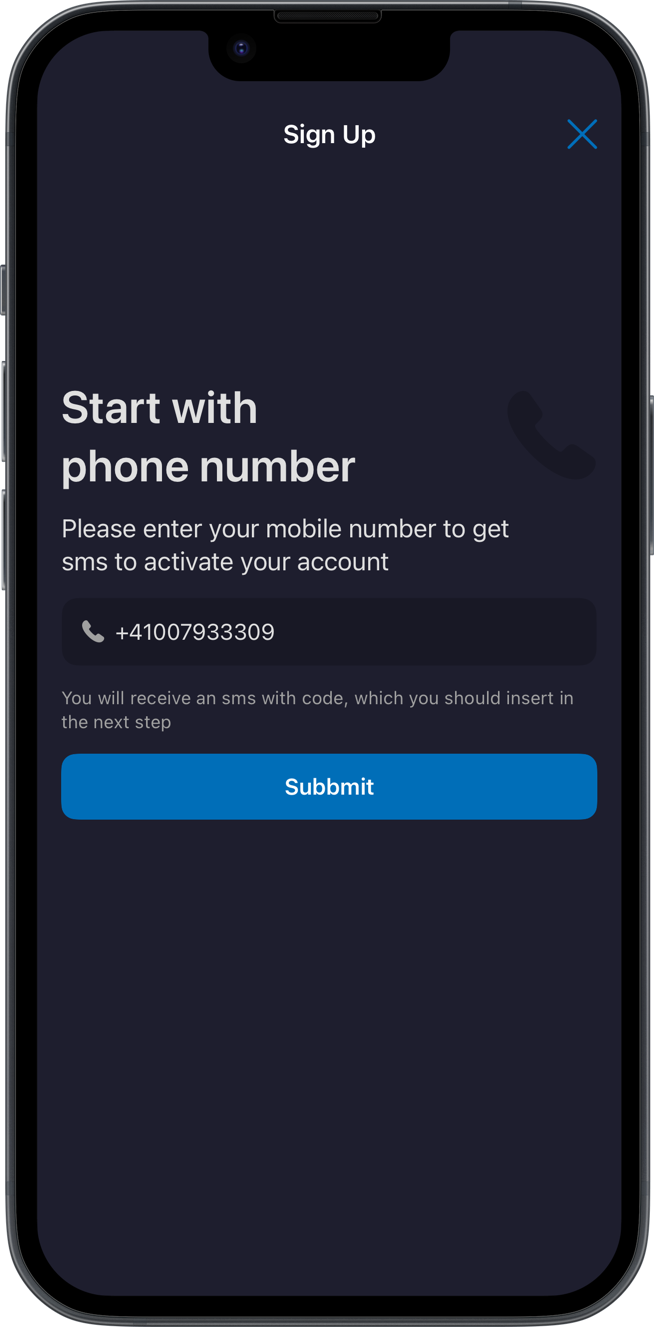 Sign Up
Start with
phone number
Please enter your mobile number to get
sms to activate your account
+41007933309
You will receive an sms with code, which you should insert in
the next step
Subbmit